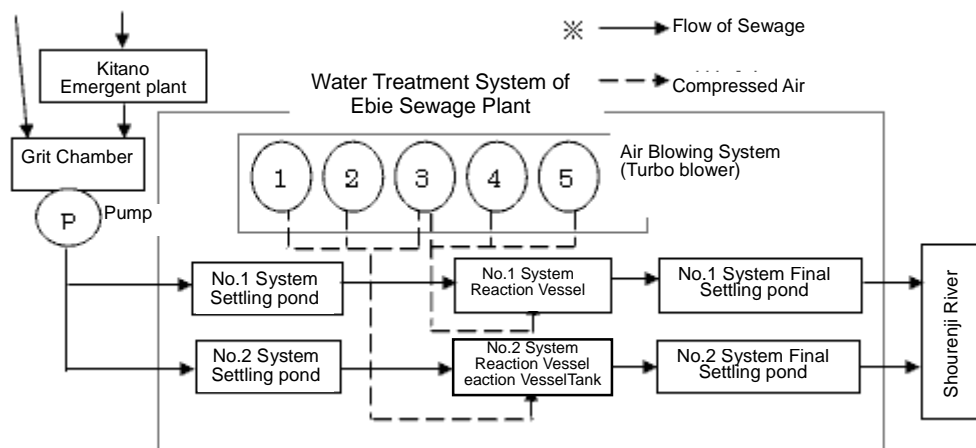 ※
Flow of Sewage
Kitano
Emergent plant
Water Treatment System of
Ebie Sewage Plant
Compressed Air
Grit Chamber
Air Blowing System
(Turbo blower)
1
2
3
4
5
P
Pump
No.1 System
Settling pond
No.1 System
Reaction Vessel
No.1 System Final
Settling pond
Shourenji River
No.2 System
Settling pond
No.2 System
Reaction Vessel
eaction VesselTank
No.2 System Final
Settling pond